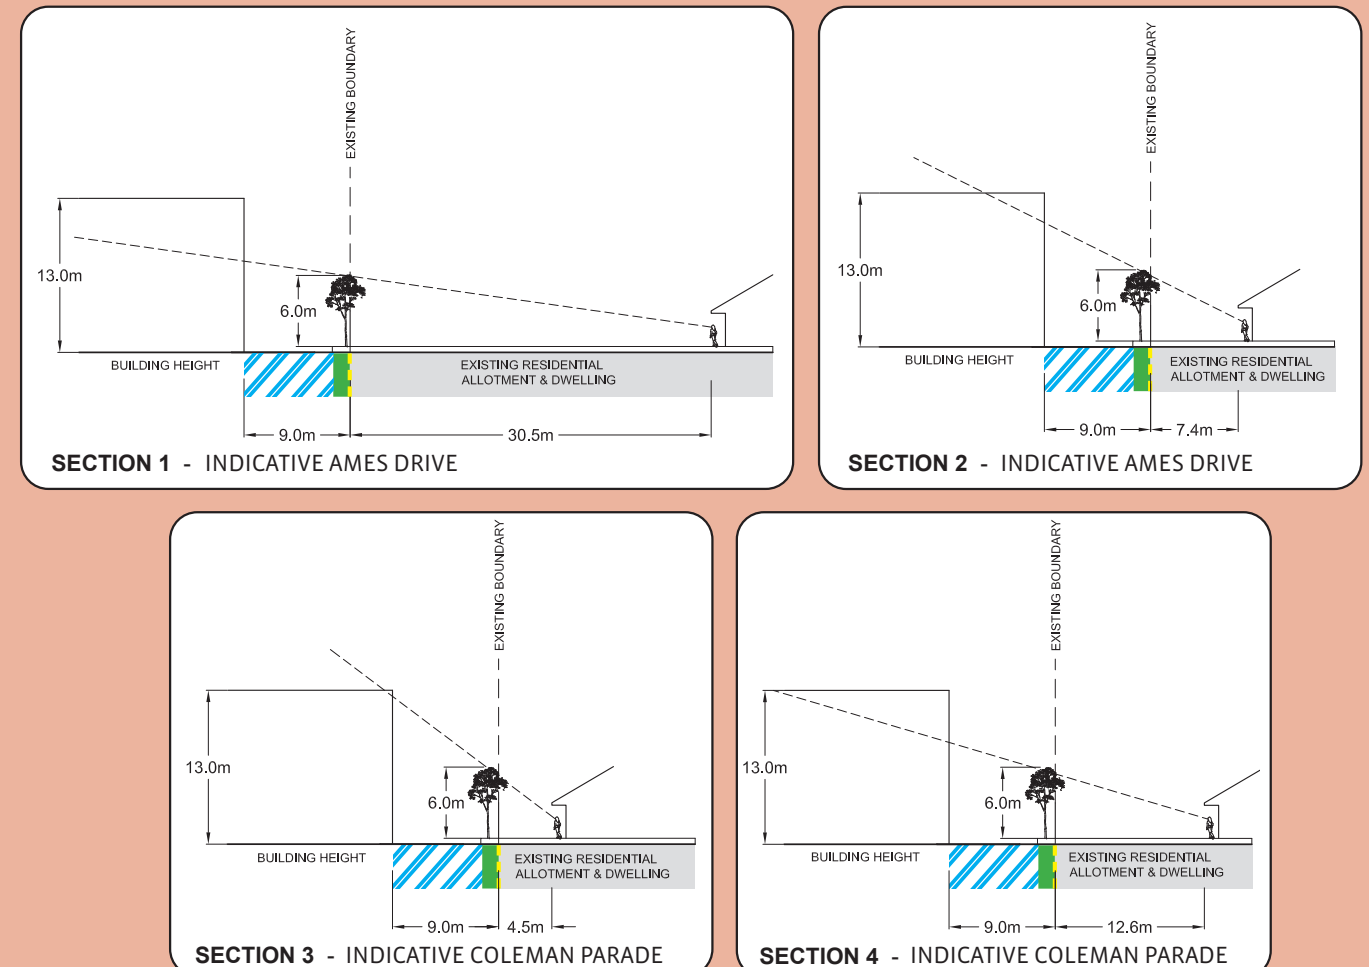 EXISTING BOUNDARY
13.0m
6.0m
BUILDING HEIGHT
EXISTING RESIDENTIAL
ALLOTMENT & DWELLING
9.0m
30.5m
SECTION 1 - INDICATIVE AMES DRIVE
EXISTING BOUNDARY
13.0m
6.0m
BUILDING HEIGHT
EXISTING RESIDENTIAL
ALLOTMENT & DWELLING
9.0m
7.4m
SECTION 2 - INDICATIVE AMES DRIVE
EXISTING BOUNDARY
13.0m
6.0m
BUILDING HEIGHT
EXISTING RESIDENTIAL
ALLOTMENT & DWELLING
9.0m
4.5m
SECTION 3 - INDICATIVE COLEMAN PARADE
EXISTING BOUNDARY
13.0m
6.0m
BUILDING HEIGHT
EXISTING RESIDENTIAL
ALLOTMENT & DWELLING
9.0m
12.6m
SECTION 4 - INDICATIVE COLEMAN PARADE